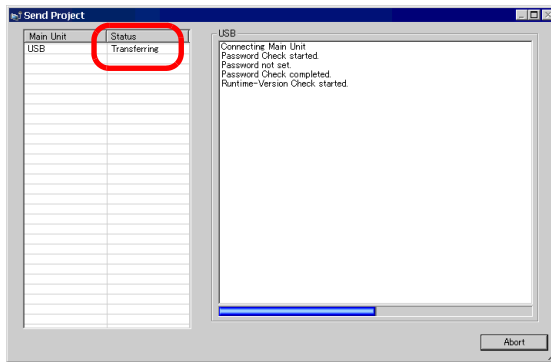 Send Project
Main Unit Status
USB Transferring
USB
Connecting Main Unit
Password Check started.
Password not set.
Password Check completed.
Runtime-Version Check started.
Abort